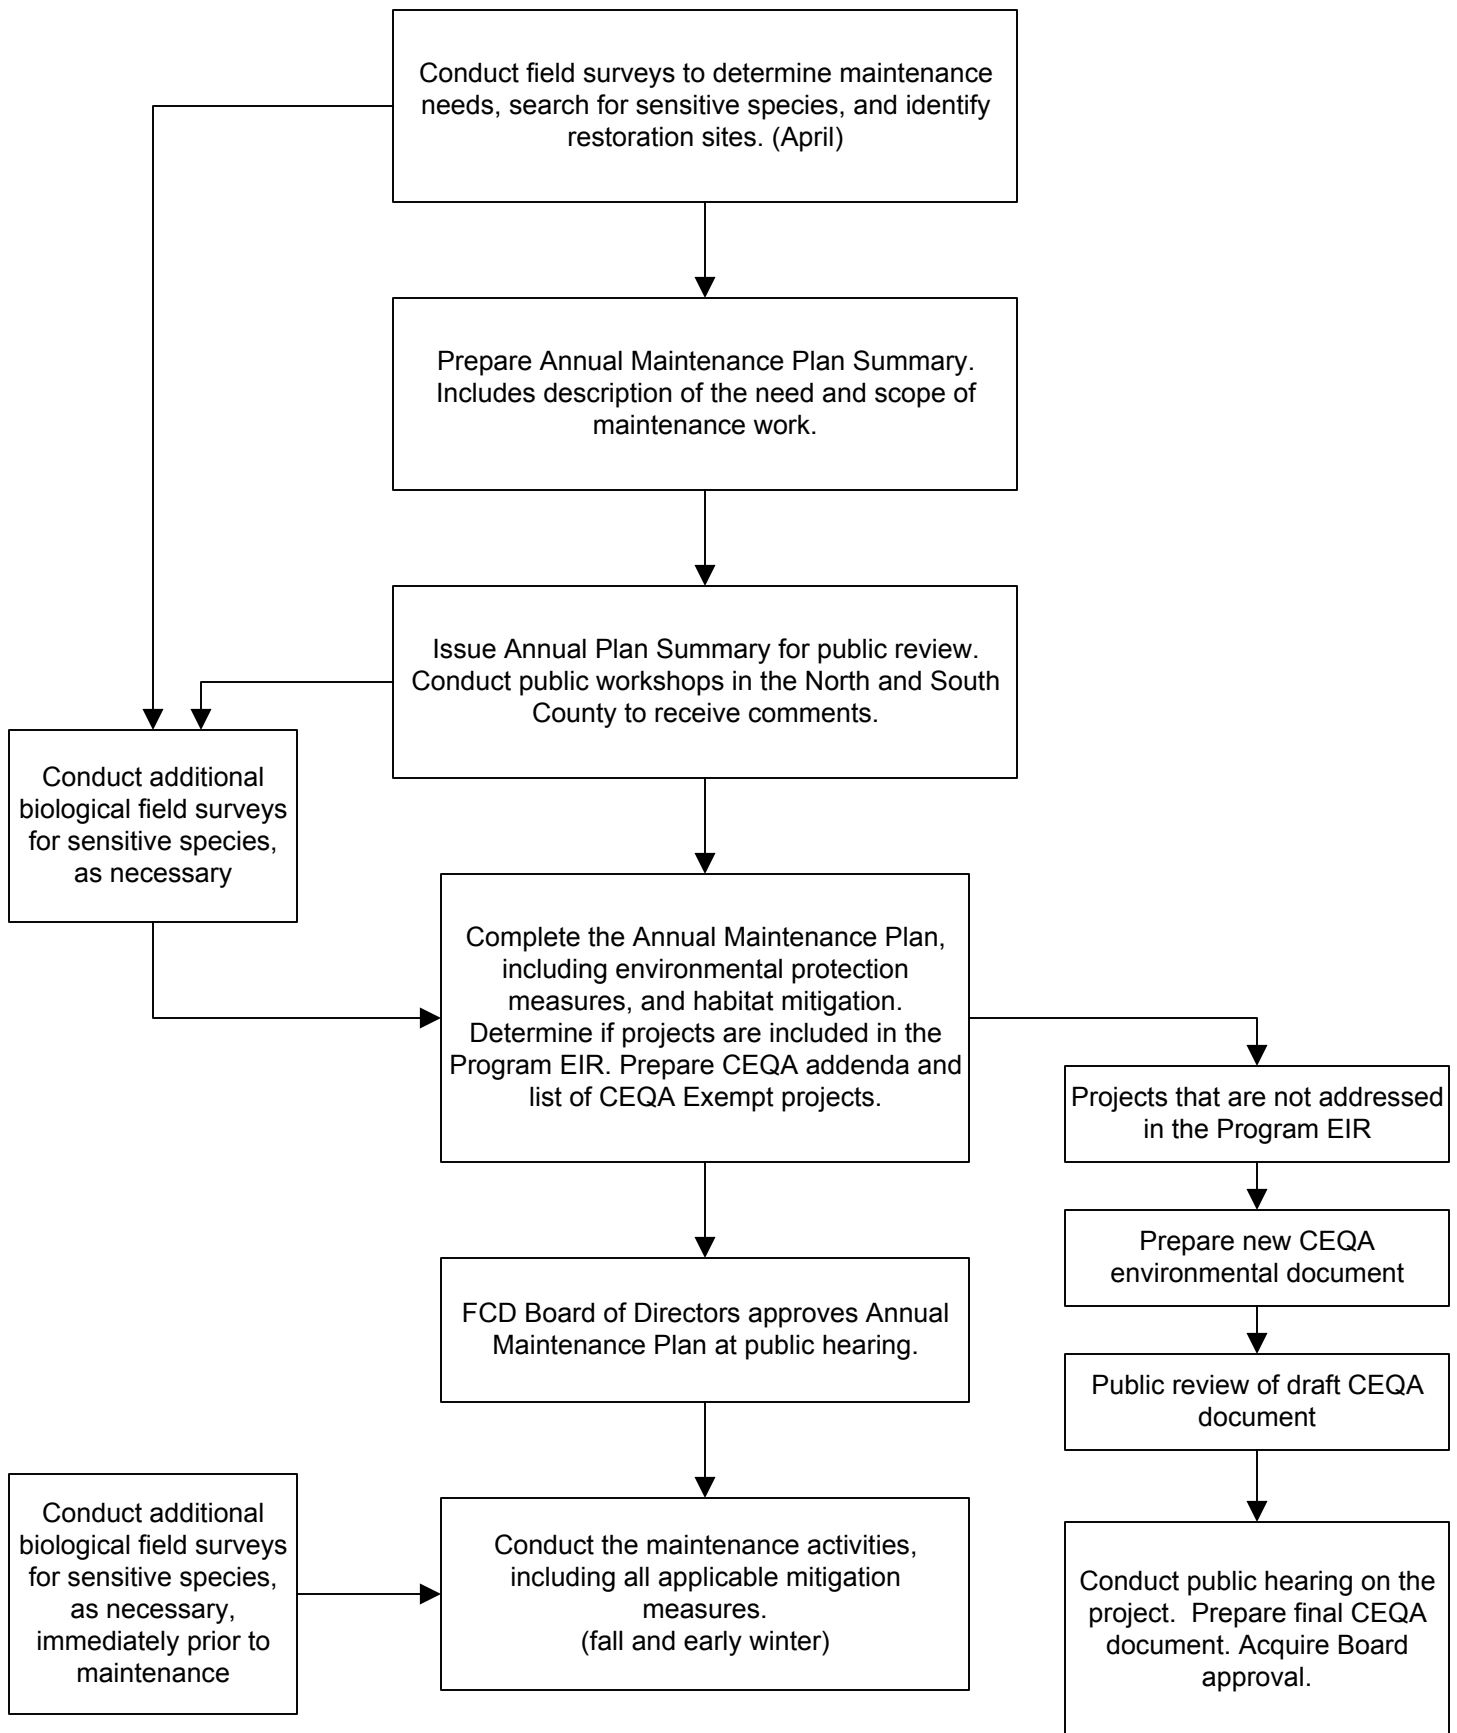 Conduct field surveys to determine maintenance
needs, search for sensitive species, and identify
restoration sites. (April)
Prepare Annual Maintenance Plan Summary.
Includes description of the need and scope of
maintenance work.
Issue Annual Plan Summary for public review.
Conduct public workshops in the North and South
County to receive comments.
Conduct additional
biological field surveys
for sensitive species,
as necessary
Complete the Annual Maintenance Plan,
including environmental protection
measures, and habitat mitigation.
Determine if projects are included in the
Program EIR. Prepare CEQA addenda and
list of CEQA Exempt projects.
Projects that are not addressed
in the Program EIR
Prepare new CEQA
environmental document
FCD Board of Directors approves Annual
Maintenance Plan at public hearing.
Public review of draft CEQA
document
Conduct additional
biological field surveys
for sensitive species,
as necessary,
immediately prior to
maintenance
Conduct the maintenance activities,
including all applicable mitigation
measures.
(fall and early winter)
Conduct public hearing on the
project.  Prepare final CEQA
document. Acquire Board
approval.